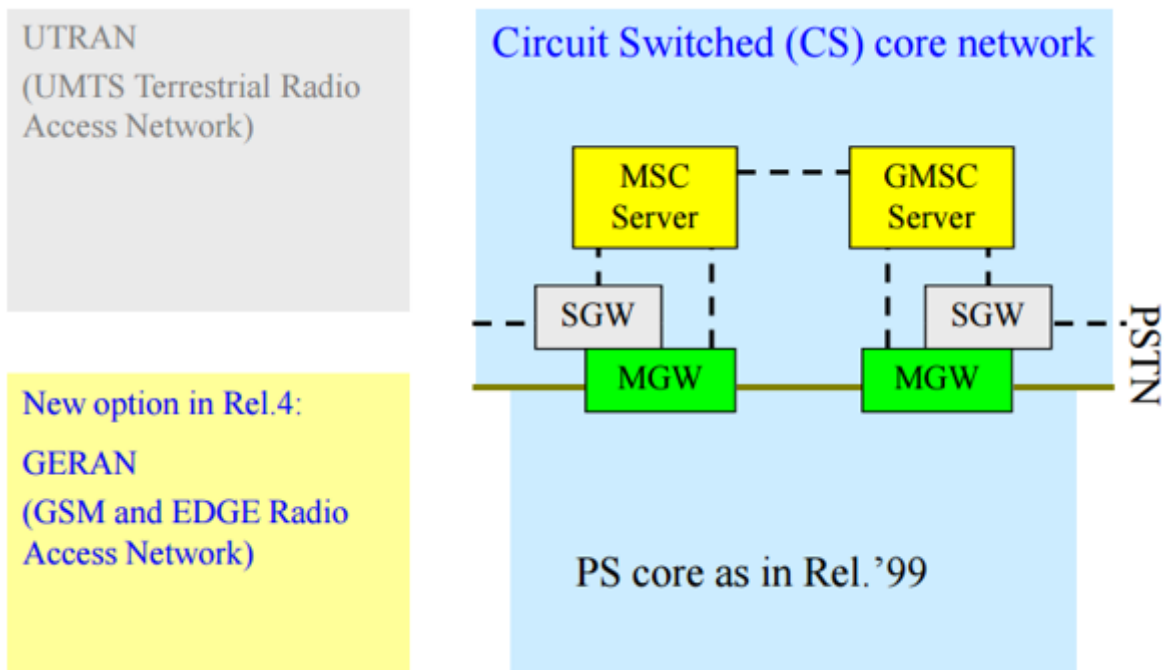 UTRAN
(UMTS Terrestrial Radio
Access Network)
New option in Rel.4:
GERAN
(GSM and EDGE Radio
Access Network)
Circuit Switched (CS) core network
MSC
Server
GMSC
Server
SGW
SGW
MGW
MGW
PSTN
PS core as in Rel.’99